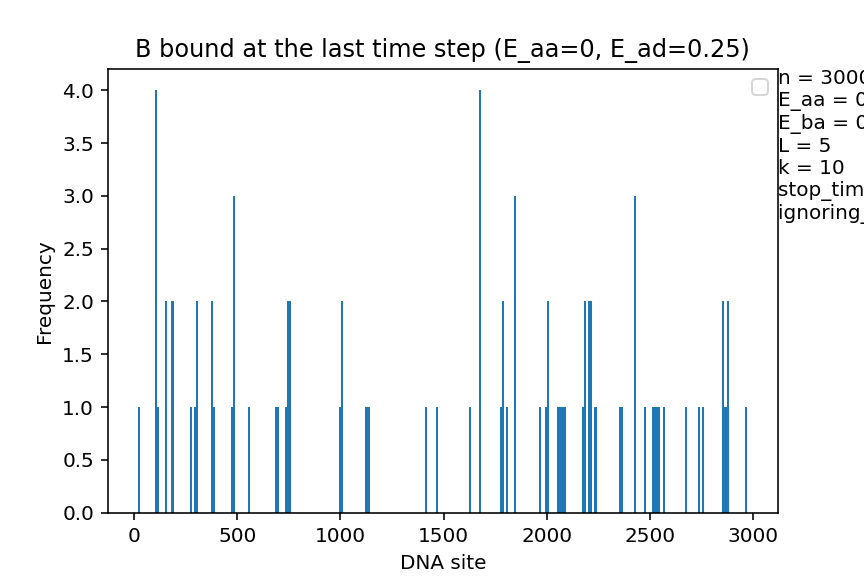 B bound at the last time step (E_aa=0, E_ad=0.25)
n = 3000
E_aa = 0
E_ba = 0
L = 5
k = 10
stop_tim
ignoring_
4.0
3.5
3.0
2.5
2.0
1.5
1.0
0.5
0.0
Frequency
0 500 1000 1500 2000 2500 3000
DNA site